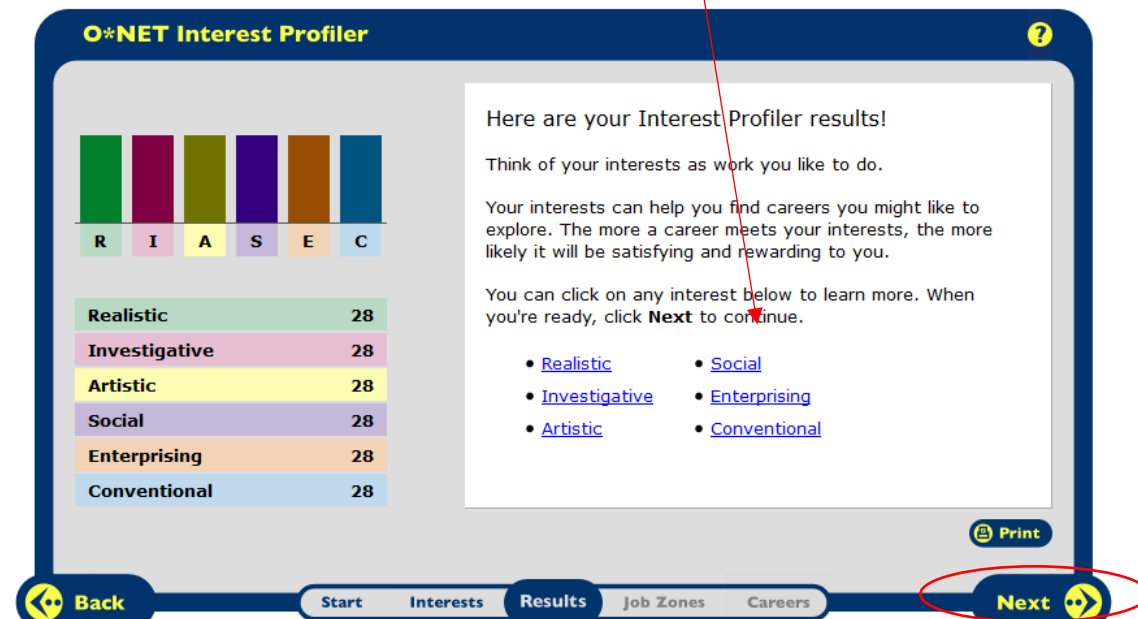 O*NET Interest Profiler
?
R I A S E C
Realistic 28
Investigative 28
Artistic 28
Social 28
Enterprising 28
Conventional 28
Here are your Interest Profiler results!
Think of your interests as work you like to do.
Your interests can help you find careers you might like to
explore. The more a career meets your interests, the more
likely it will be satisfying and rewarding to you.
You can click on any interest below to learn more. When
you're ready, click Next to continue.
• Realistic • Social
• Investigative • Enterprising
• Artistic • Conventional
Print
Back Start Interests Results Job Zones Careers Next